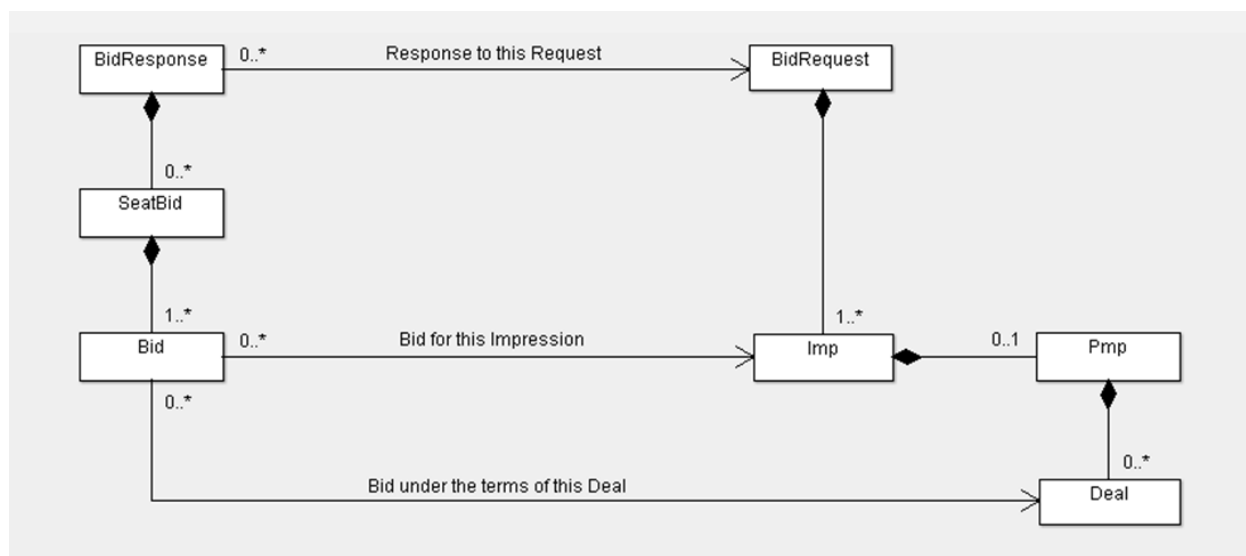 BidResponse
0..*
Response to this Request
BidRequest
0..*
SeatBid
1..*
Bid
0..*
Bid for this Impression
1..*
Imp
0..1
Pmp
0..*
Bid under the terms of this Deal
0..*
Deal